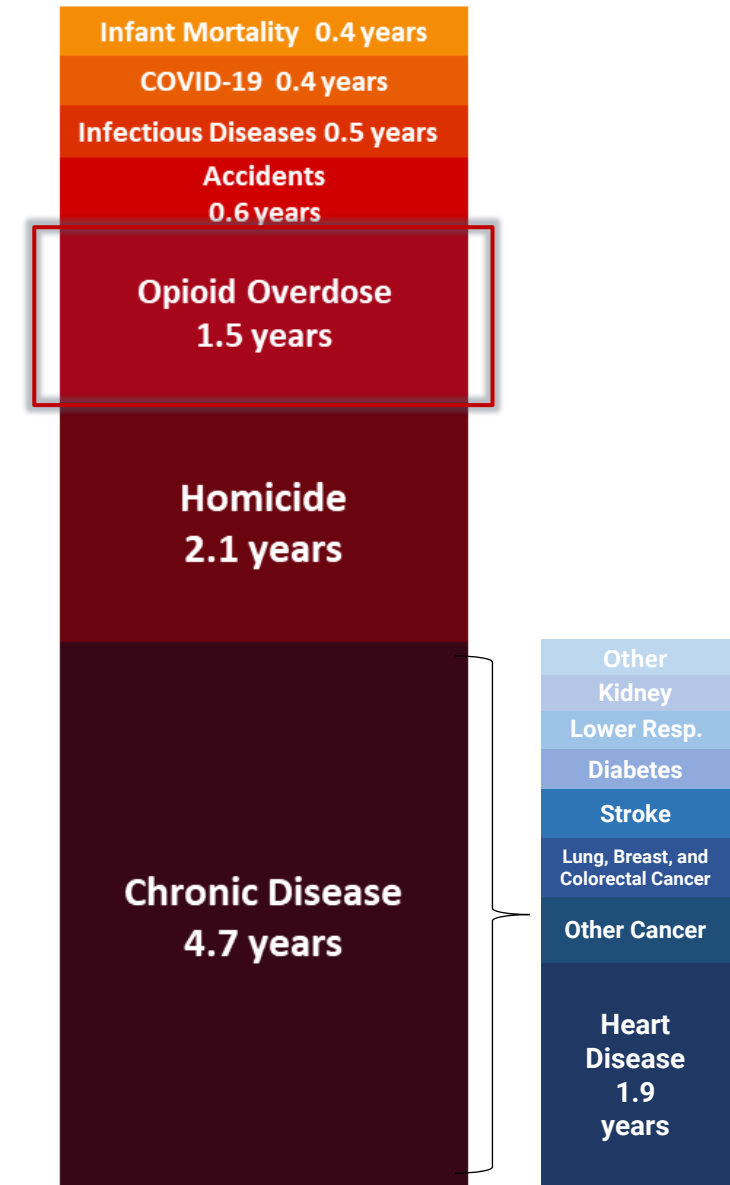 Infant Mortality 0.4 years
COVID-19 0.4 years
Infectious Diseases 0.5 years
Accidents
0.6 years
Opioid Overdose
1.5 years
Homicide
2.1 years
Chronic Disease
4.7 years
Other
Kidney
Lower Resp.
Diabetes
Stroke
Lung, Breast, and
Colorectal Cancer
Other Cancer
Heart
Disease
1.9
years